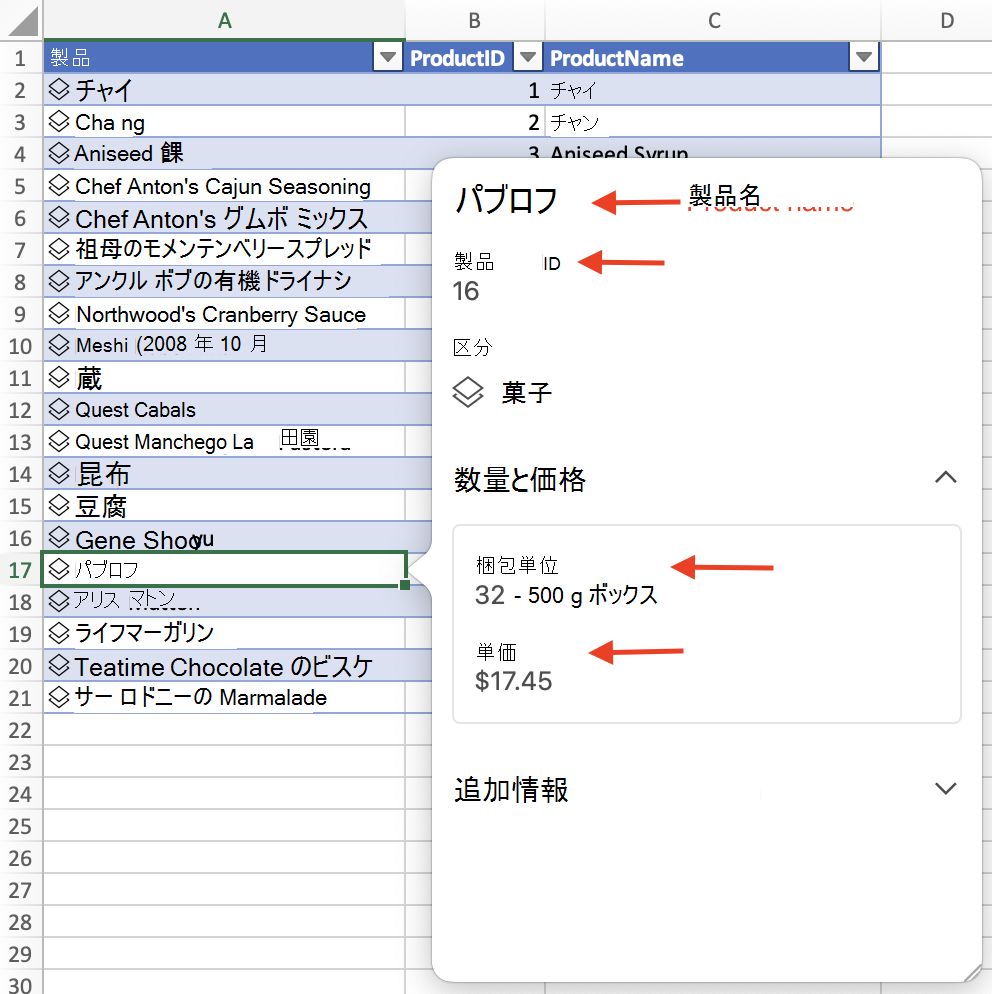 A B C D
1 製品 ProductID ProductName
2 チャイ 1 チャイ
3 Cha ng 2 チャン
4 Aniseed 餜 3 Aniseed Syrup
5 Chef Anton's Cajun Seasoning
6 Chef Anton's グムボ ミックス
7 祖母のモメンテンベリースプレッド
8 アンクル ボブの有機ドライナシ
9 Northwood's Cranberry Sauce
10 Meshi (2008 年 10 月
11 蔵
12 Quest Cabals
13 Quest Manchego La 田園
14 昆布
15 豆腐
16 Gene Shoyu
17 パブロフ
18 アリス マトン
19 ライフマーガリン
20 Teatime Chocolate のビスケ
21 サー ロドニーの Marmalade
22
23
24
25
26
27
28
29
30
パブロフ 製品名
Product name
製品 ID
16
区分
菓子
数量と価格
梱包単位
32 - 500 g ボックス
単価
$17.45
追加情報